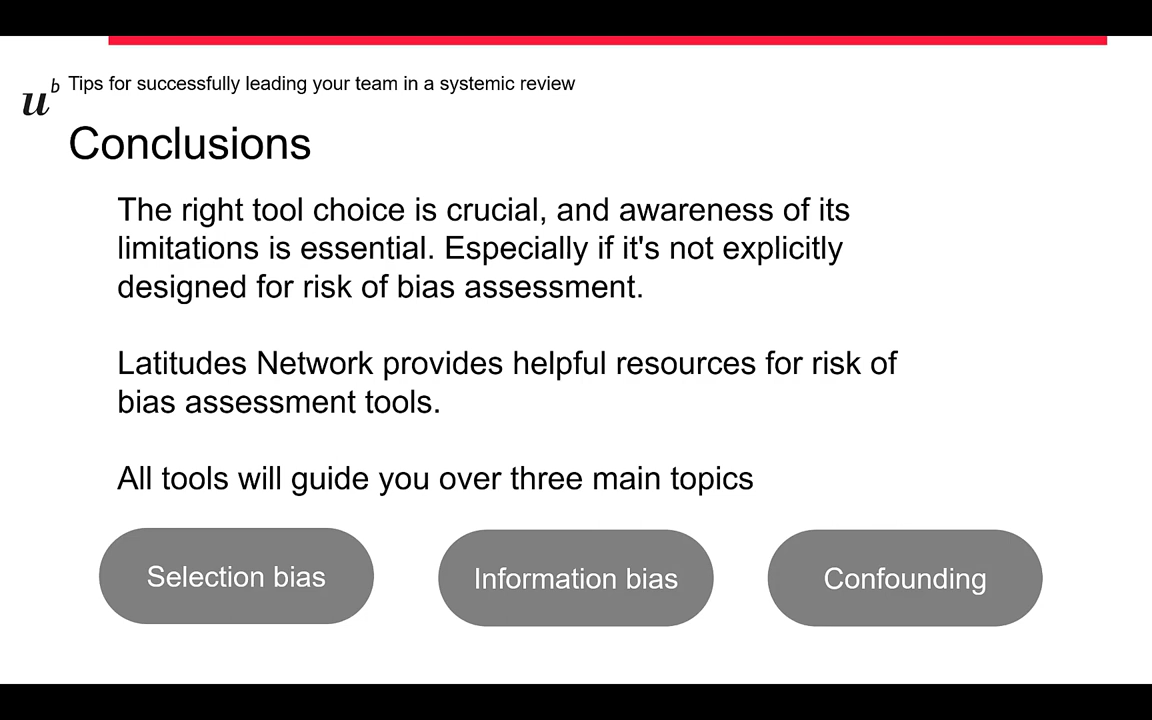 Tips for successfully leading your team in a systemic review
u^b
Conclusions
The right tool choice is crucial, and awareness of its
limitations is essential. Especially if it's not explicitly
designed for risk of bias assessment.
Latitudes Network provides helpful resources for risk of
bias assessment tools.
All tools will guide you over three main topics
Selection bias
Information bias
Confounding